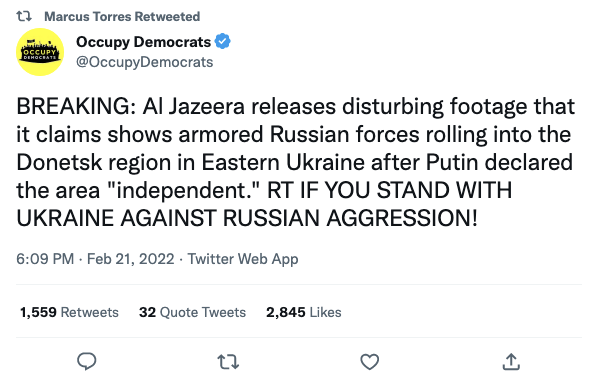 Marcus Torres Retweeted
OCCUPY
DEMOCRATS
Occupy Democrats
@OccupyDemocrats
BREAKING: Al Jazeera releases disturbing footage that
it claims shows armored Russian forces rolling into the
Donetsk region in Eastern Ukraine after Putin declared
the area "independent." RT IF YOU STAND WITH
UKRAINE AGAINST RUSSIAN AGGRESSION!
6:09 PM · Feb 21, 2022 · Twitter Web App
1,559 Retweets 32 Quote Tweets 2,845 Likes